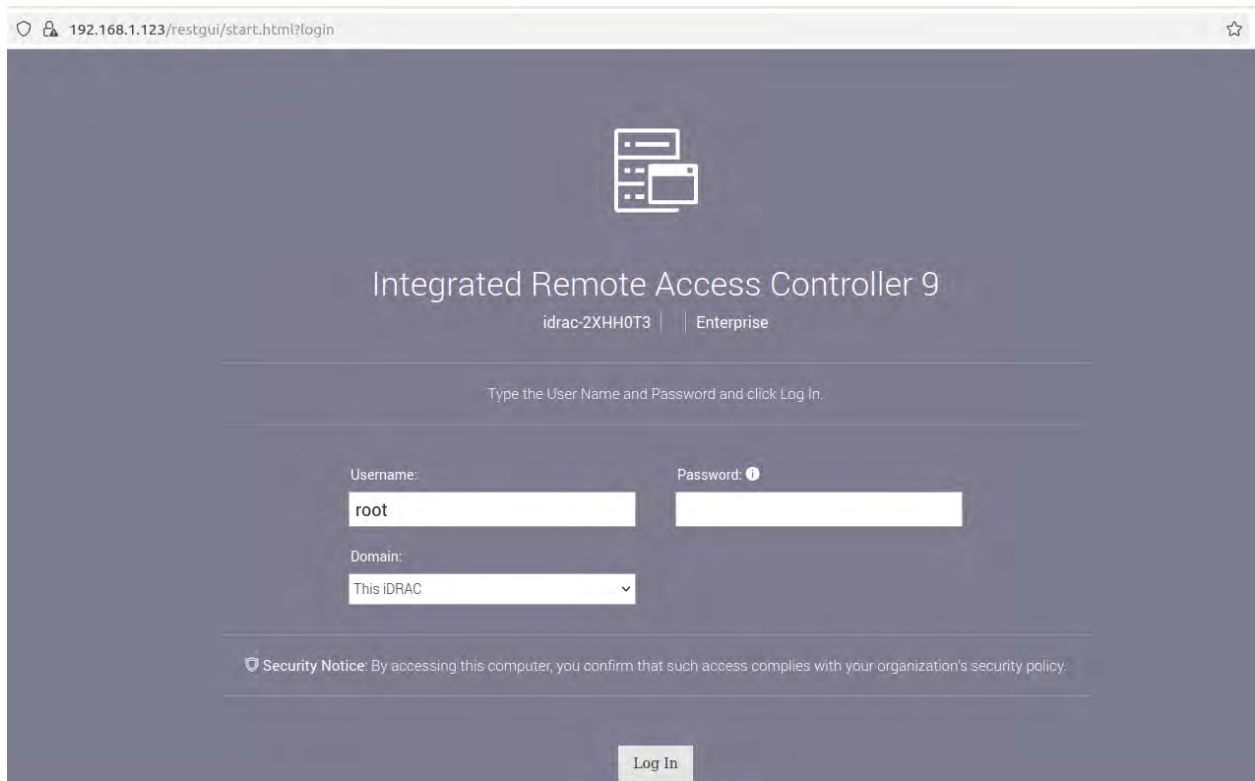 192.168.1.123/restgui/start.html?login
Integrated Remote Access Controller 9
idrac-2XHH0T3 | | Enterprise
Type the User Name and Password and click Log In.
Username: Password:
root
Domain:
This iDRAC
Security Notice: By accessing this computer, you confirm that such access complies with your organization's security policy.
Log In